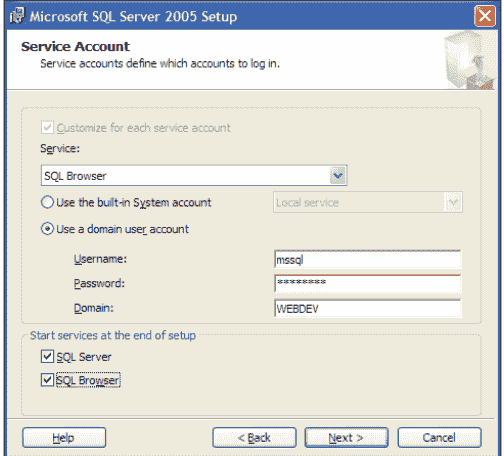 Microsoft SQL Server 2005 Setup
Service Account
Service accounts define which accounts to log in.
Customize for each service account
Service:
SQL Browser
Use the built-in System account Local service
Use a domain user account
Username: mssql
Password: ********
Domain: WEBDEV
Start services at the end of setup
SQL Server
SQL Browser
Help < Back Next > Cancel